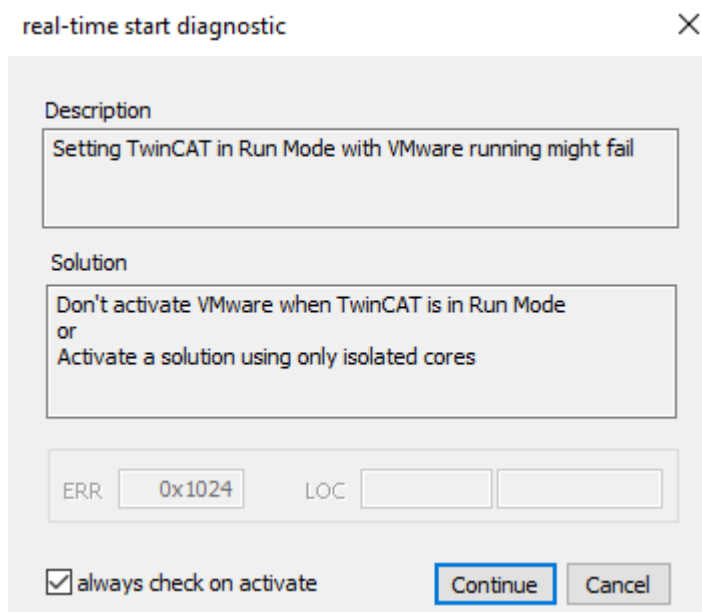 real-time start diagnostic
Description
Setting TwinCAT in Run Mode with VMware running might fail
Solution
Don't activate VMware when TwinCAT is in Run Mode
or
Activate a solution using only isolated cores
ERR 0x1024 LOC
always check on activate Continue Cancel